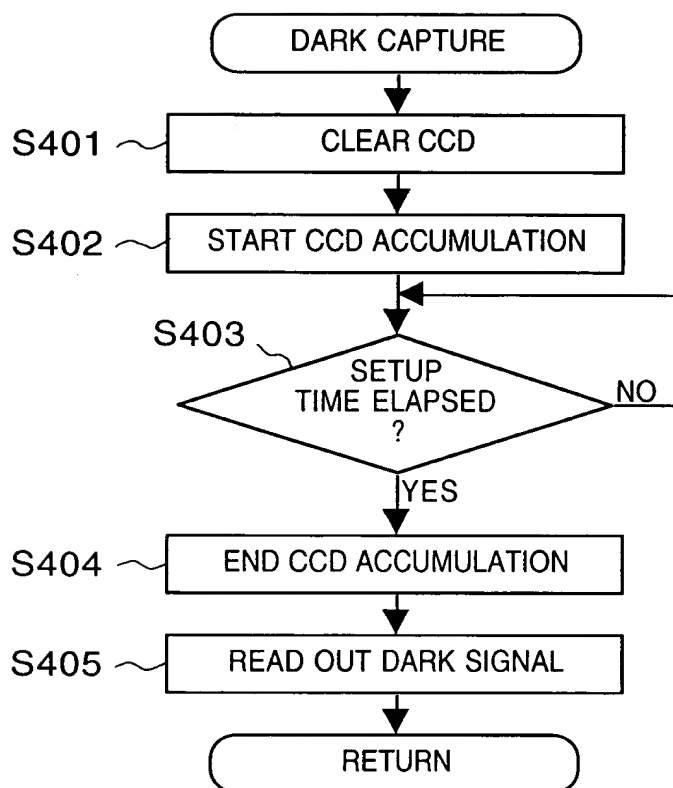 DARK CAPTURE
S401
CLEAR CCD
S402
START CCD ACCUMULATION
S403
SETUP
TIME ELAPSED
?
NO
YES
S404
END CCD ACCUMULATION
S405
READ OUT DARK SIGNAL
RETURN